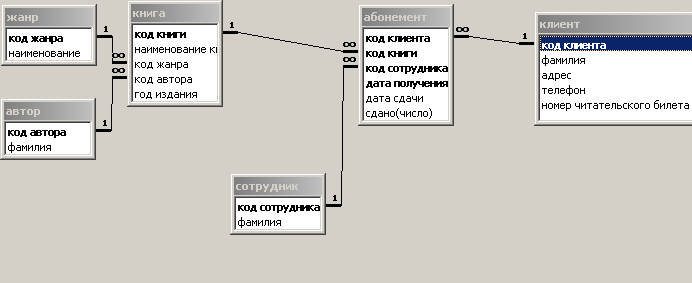 жанр
код жанра
наименование
автор
код автора
фамилия
книга
код книги
наименование кı
код жанра
код автора
год издания
сотрудник
код сотрудника
фамилия
абонемент
код клиента
код книги
код сотрудника
дата получения
дата сдачи
сдано(число)
клиент
код клиента
фамилия
адрес
телефон
номер читательского билета
1
∞
1
∞
1
∞
1
∞
∞
1